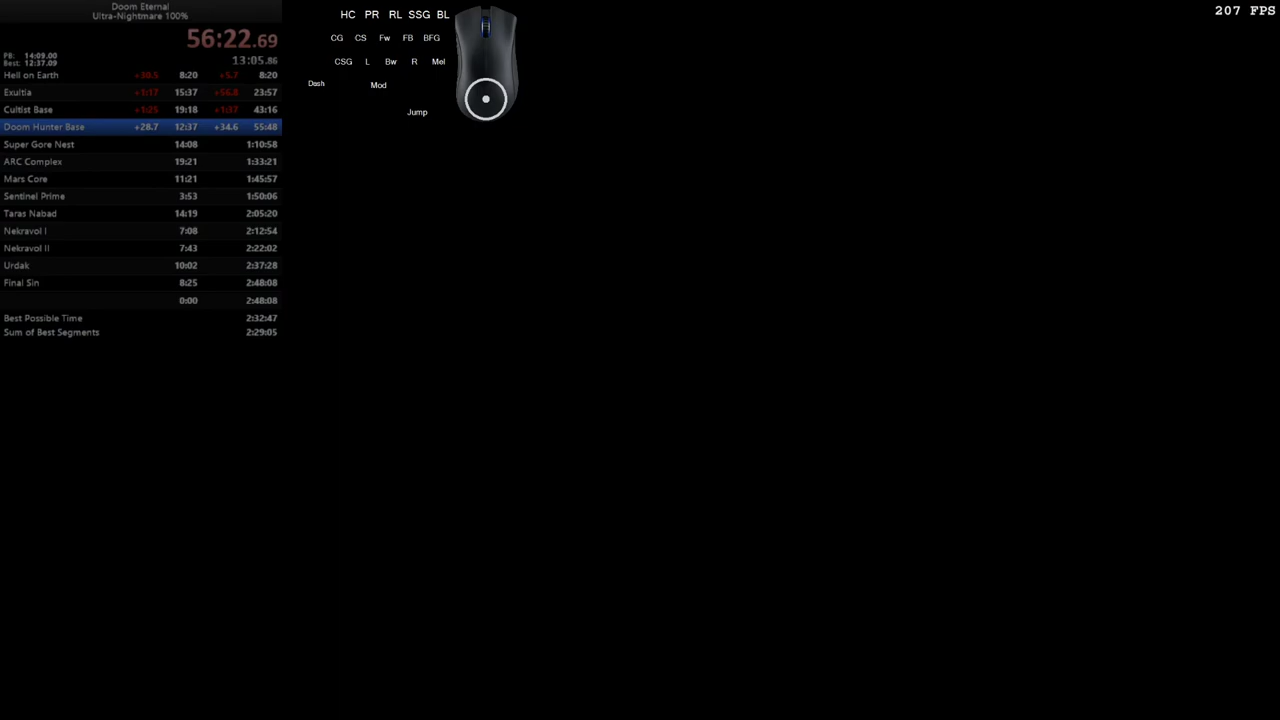 Doom Eternal
Ultra-Nightmare 100%
56:22.69
PB: 14:09.00
Best: 12:37.09
13:05.86
Hell on Earth +30.5 8:20 +5.7 8:20
Exultia +1:17 15:37 +56.8 23:57
Cultist Base +1:25 19:18 +1:37 43:16
Doom Hunter Base +28.7 12:37 +34.6 55:48
Super Gore Nest 14:08 1:10:58
ARC Complex 19:21 1:33:21
Mars Core 11:21 1:45:57
Sentinel Prime 3:53 1:50:06
Taras Nabad 14:19 2:05:20
Nekravol I 7:08 2:12:54
Nekravol II 7:43 2:22:02
Urdak 10:02 2:37:28
Final Sin 8:25 2:48:08
0:00 2:48:08
Best Possible Time 2:32:47
Sum of Best Segments 2:29:05
HC PR RL SSG BL
CG CS Fw FB BFG
CSG L Bw R Mel
Dash Mod
Jump
207 FPS